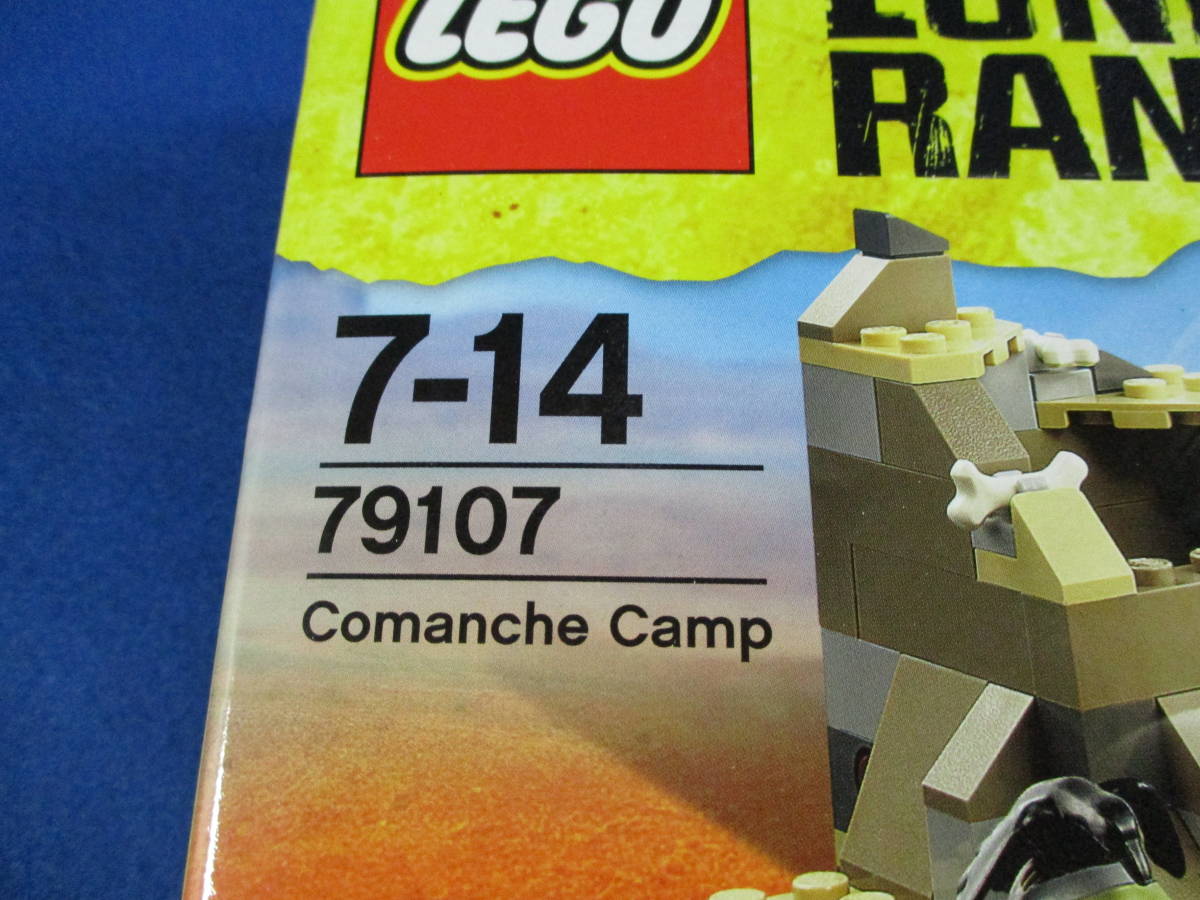 LEGO
RAN
7-14
79107
Comanche Camp